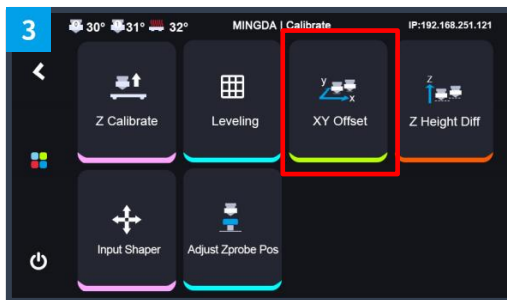 3
30° 31° 32° MINGDA | Calibrate IP:192.168.251.121
Z Calibrate
Leveling
Y X
XY Offset
Z
Z Height Diff
Input Shaper
Adjust Zprobe Pos